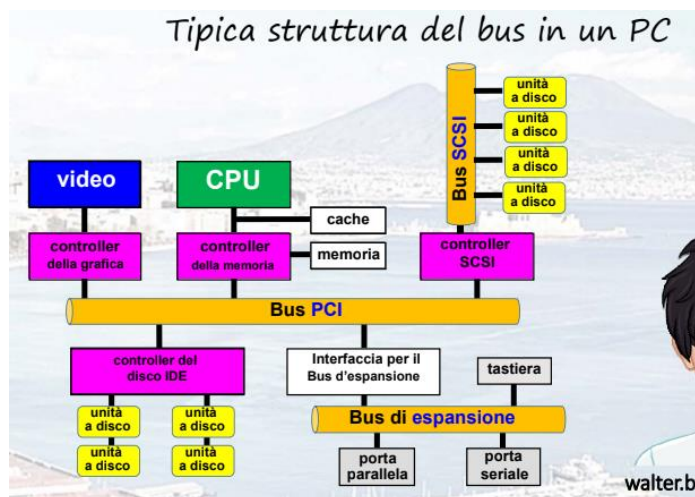 Tipica struttura del bus in un PC
unità
a disco
unità
a disco
unità
a disco
unità
a disco
Bus SCSI
video
CPU
cache
controller
della grafica
controller
della memoria
memoria
controller
SCSI
Bus PCI
controller del
disco IDE
Interfaccia per il
Bus d'espansione
tastiera
unità
a disco
unità
a disco
unità
a disco
unità
a disco
Bus di espansione
porta
parallela
porta
seriale
walter.b